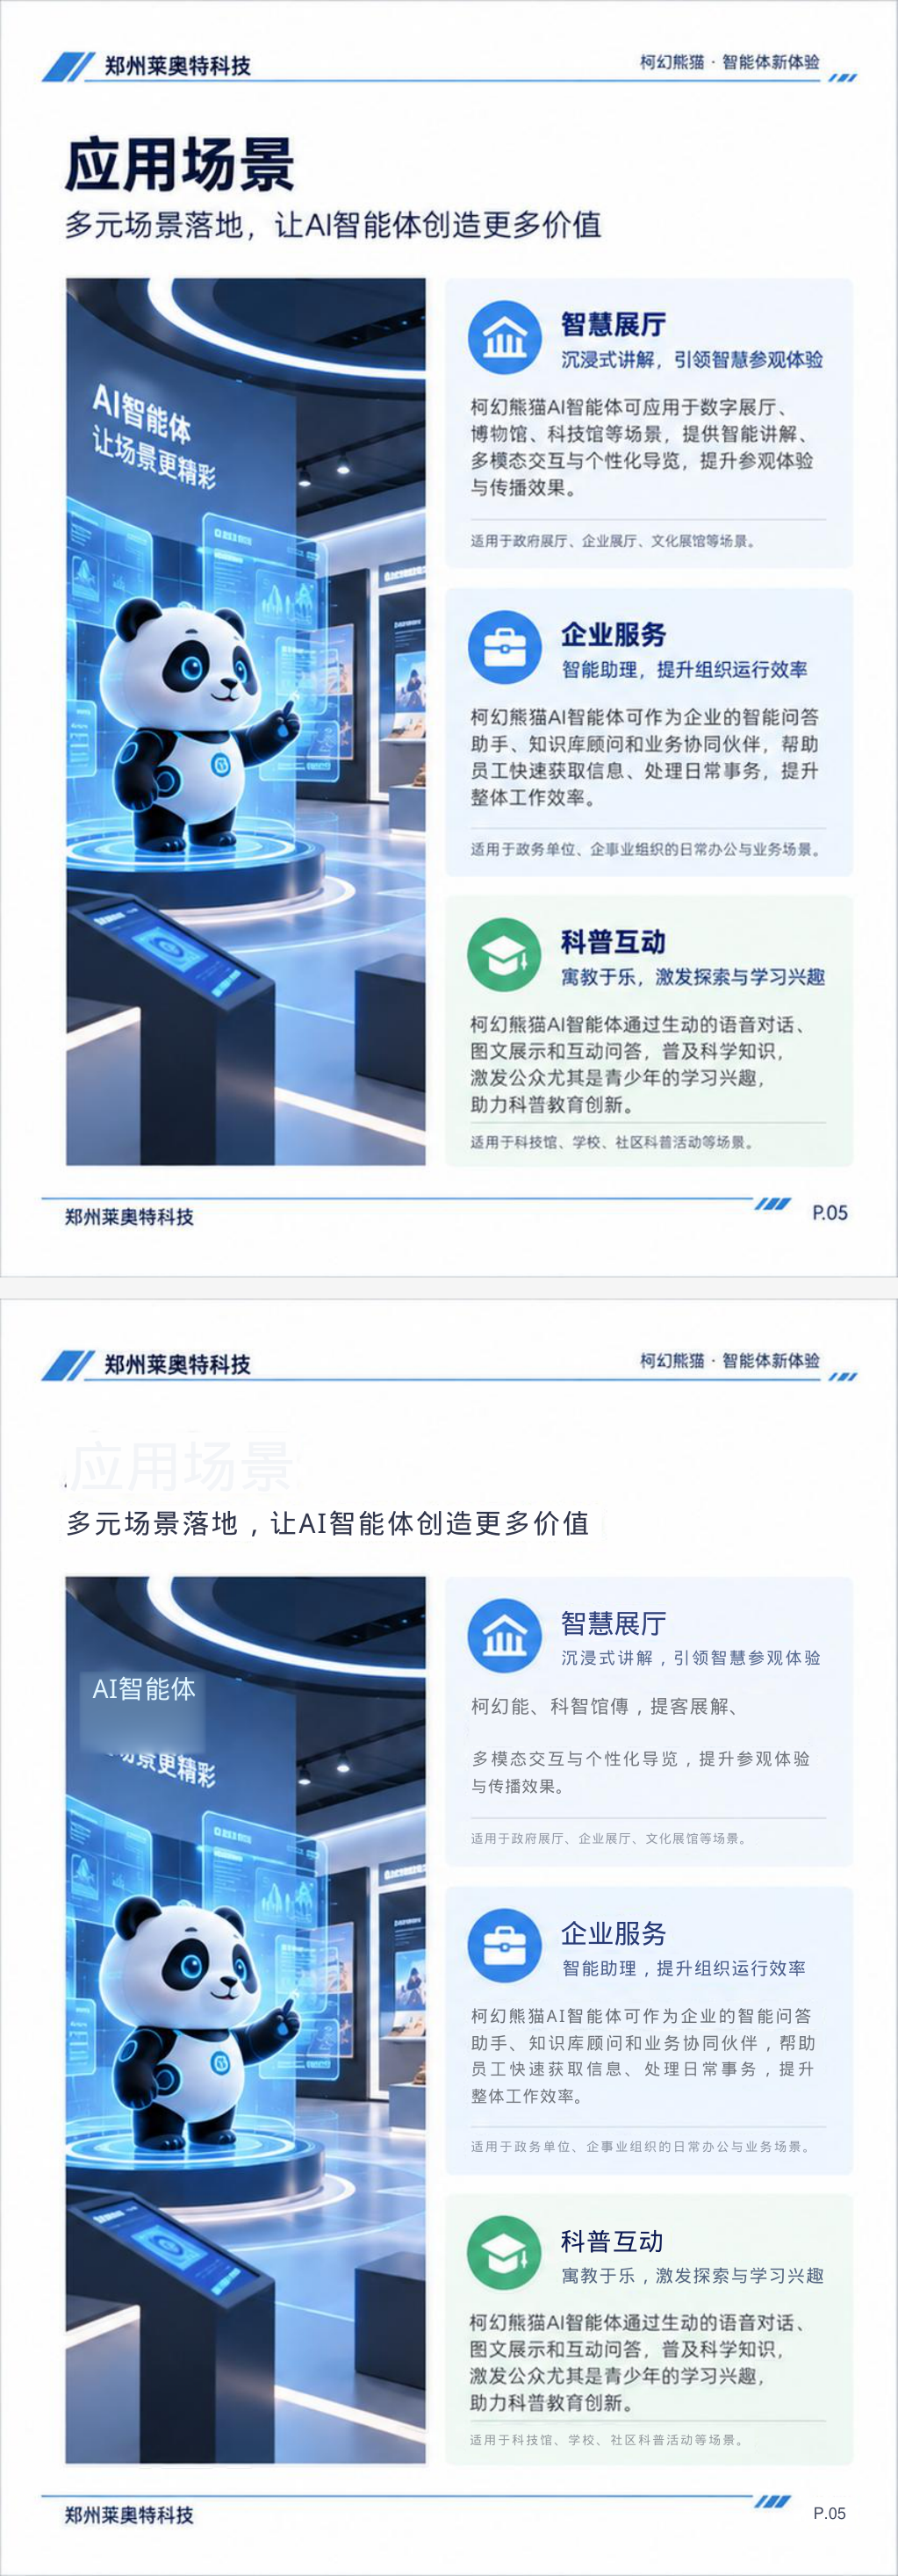 郑州莱奥特科技
柯幻熊猫 · 智能体新体验
应用场景
多元场景落地，让AI智能体创造更多价值
AI智能体
让场景更精彩
智慧展厅
沉浸式讲解，引领智慧参观体验
柯幻熊猫AI智能体可应用于数字展厅、
博物馆、科技馆等场景，提供智能讲解、
多模态交互与个性化导览，提升参观体验
与传播效果。
适用于政府展厅、企业展厅、文化展馆等场景。
企业服务
智能助理，提升组织运行效率
柯幻熊猫AI智能体可作为企业的智能问答
助手、知识库顾问和业务协同伙伴，帮助
员工快速获取信息、处理日常事务，提升
整体工作效率。
适用于政务单位、企事业组织的日常办公与业务场景。
科普互动
寓教于乐，激发探索与学习兴趣
柯幻熊猫AI智能体通过生动的语音对话、
图文展示和互动问答，普及科学知识，
激发公众尤其是青少年的学习兴趣，
助力科普教育创新。
适用于科技馆、学校、社区科普活动等场景。
郑州莱奥特科技
P.05
郑州莱奥特科技
柯幻熊猫 · 智能体新体验
应用场景
多元场景落地，让AI智能体创造更多价值
AI智能体
场景更精彩
智慧展厅
沉浸式讲解，引领智慧参观体验
柯幻能、科智馆傳，提客展解、
多模态交互与个性化导览，提升参观体验
与传播效果。
适用于政府展厅、企业展厅、文化展馆等场景。
企业服务
智能助理，提升组织运行效率
柯幻熊猫AI智能体可作为企业的智能问答
助手、知识库顾问和业务协同伙伴，帮助
员工快速获取信息、处理日常事务，提升
整体工作效率。
适用于政务单位、企事业组织的日常办公与业务场景。
科普互动
寓教于乐，激发探索与学习兴趣
柯幻熊猫AI智能体通过生动的语音对话、
图文展示和互动问答，普及科学知识，
激发公众尤其是青少年的学习兴趣，
助力科普教育创新。
适用于科技馆、学校、社区科普活动等场景。
郑州莱奥特科技
P.05